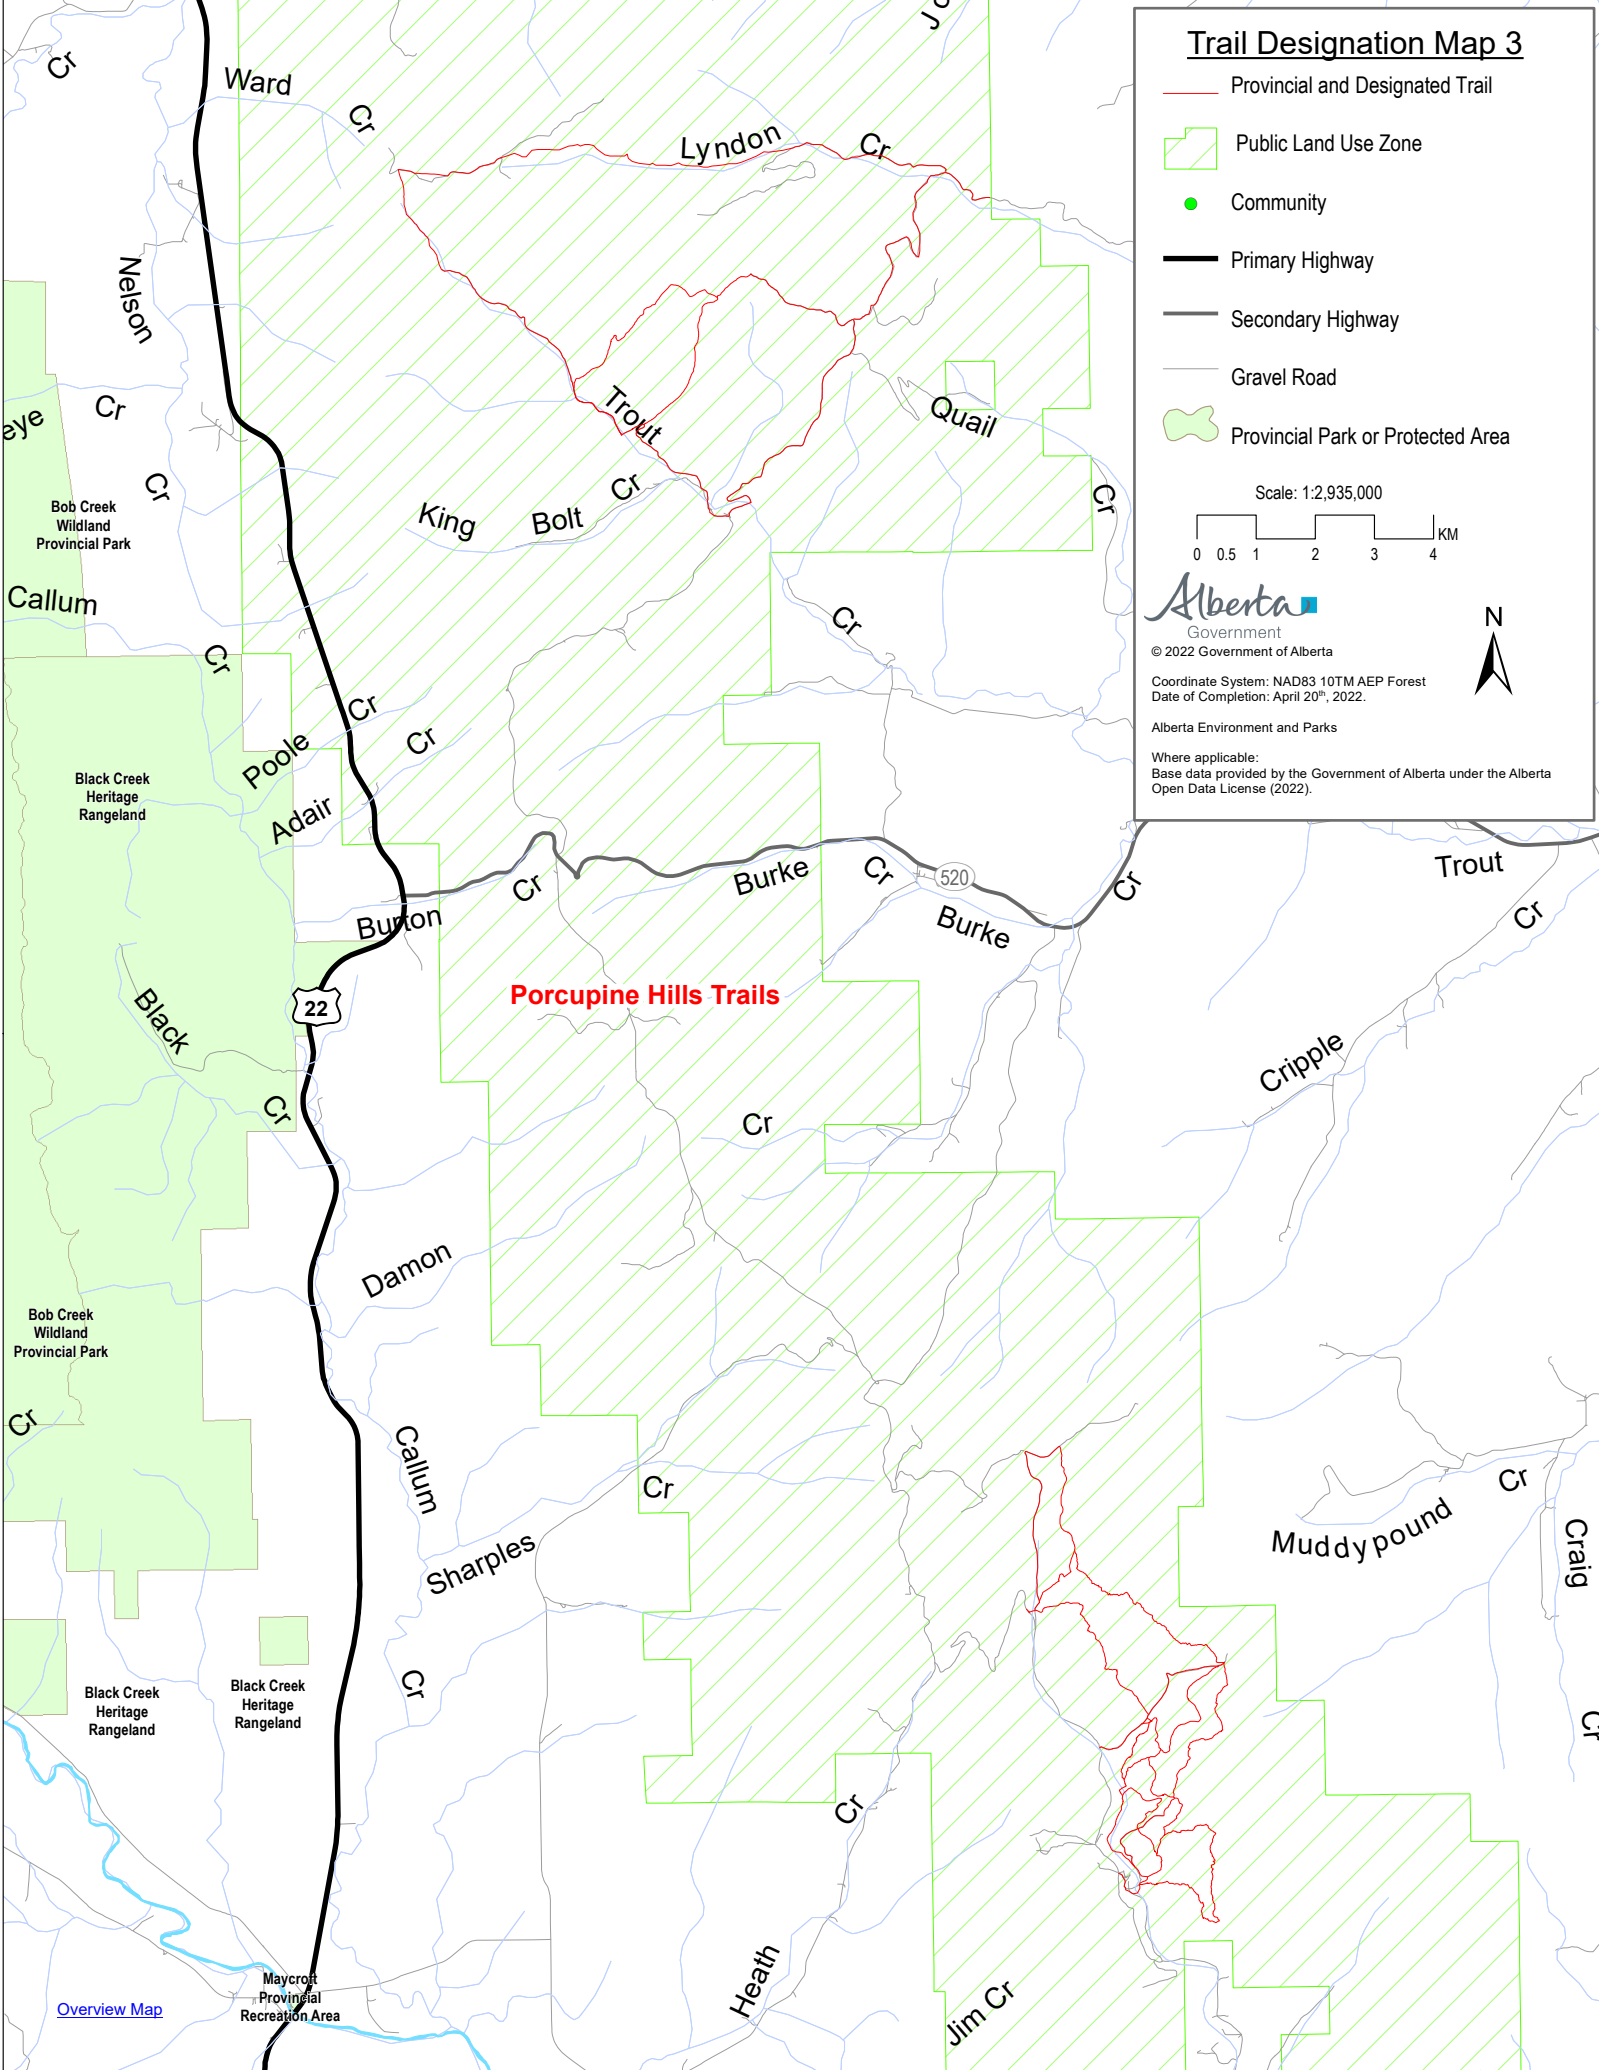 Trail Designation Map 3
Provincial and Designated Trail
Public Land Use Zone
Community
Primary Highway
Secondary Highway
Gravel Road
Provincial Park or Protected Area
Scale: 1:2,935,000
KM
0 0.5 1 2 3 4
Alberta
Government
© 2022 Government of Alberta
N
Coordinate System: NAD83 10TM AEP Forest
Date of Completion: April 20th, 2022.
Alberta Environment and Parks
Where applicable:
Base data provided by the Government of Alberta under the Alberta
Open Data License (2022).
Cr
Ward
Cr
Lyndon
Cr
Nelson
Cr
eye
Cr
Trout
Cr
Quail
Cr
King
Bolt
Bob Creek
Wildland
Provincial Park
Callum
Cr
Cr
Poole
Cr
Cr
Adair
Black Creek
Heritage
Rangeland
Burton
Cr
Burke
Cr
520
Burke
Cr
Trout
Cr
Porcupine Hills Trails
22
Black
Cr
Cripple
Cr
Damon
Bob Creek
Wildland
Provincial Park
Cr
Callum
Cr
Sharples
Cr
Muddypound
Cr
Craig
Cr
Black Creek
Heritage
Rangeland
Black Creek
Heritage
Rangeland
Cr
Heath
Jim Cr
Maycroft
Provincial
Recreation Area
Overview Map